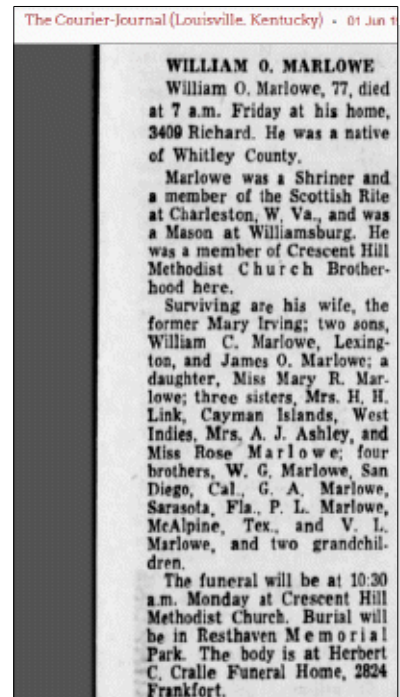 The Courier-Journal (Louisville, Kentucky) - 01 Jun 1
WILLIAM O. MARLOWE
William O. Marlowe, 77, died
at 7 a.m. Friday at his home,
3409 Richard. He was a native
of Whitley County.
Marlowe was a Shriner and
a member of the Scottish Rite
at Charleston, W. Va., and was
a Mason at Williamsburg. He
was a member of Crescent Hill
Methodist Church Brother-
hood here.
Surviving are his wife, the
former Mary Irving; two sons,
William C. Marlowe, Lexing-
ton, and James O. Marlowe; a
daughter, Miss Mary R. Mar-
lowe; three sisters, Mrs. H. H.
Link, Cayman Islands, West
Indies, Mrs. A. J. Ashley, and
Miss Rose Marlowe; four
brothers, W. G. Marlowe, San
Diego, Cal., G. A. Marlowe,
Sarasota, Fla., P. L. Marlowe,
McAlpine, Tex., and V. L.
Marlowe, and two grandchil-
dren.
The funeral will be at 10:30
a.m. Monday at Crescent Hill
Methodist Church. Burial will
be in Resthaven Memorial
Park. The body is at Herbert
C. Cralle Funeral Home, 2824
Frankfort.